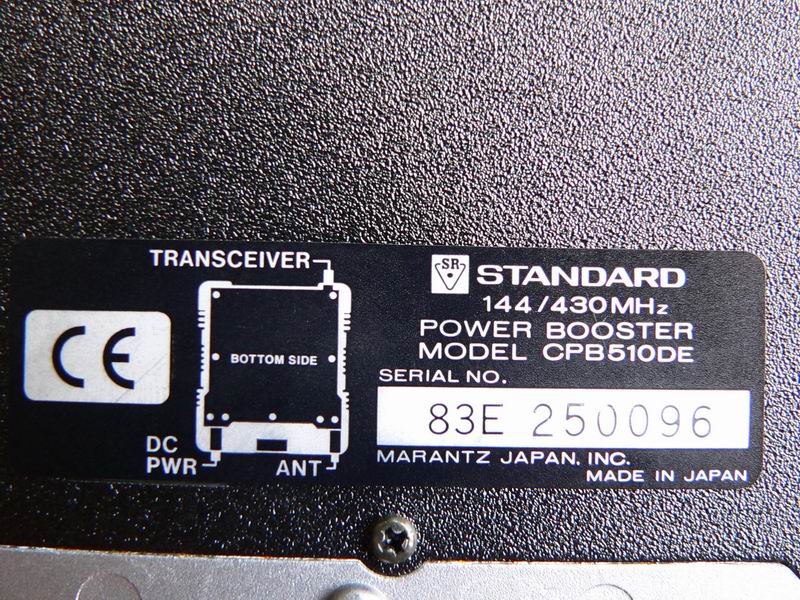 TRANSCEIVER
CE
BOTTOM SIDE
DC
PWR
ANT
SR
STANDARD
144/430MHz
POWER BOOSTER
MODEL CPB510DE
SERIAL NO.
83E 250096
MARANTZ JAPAN, INC.
MADE IN JAPAN